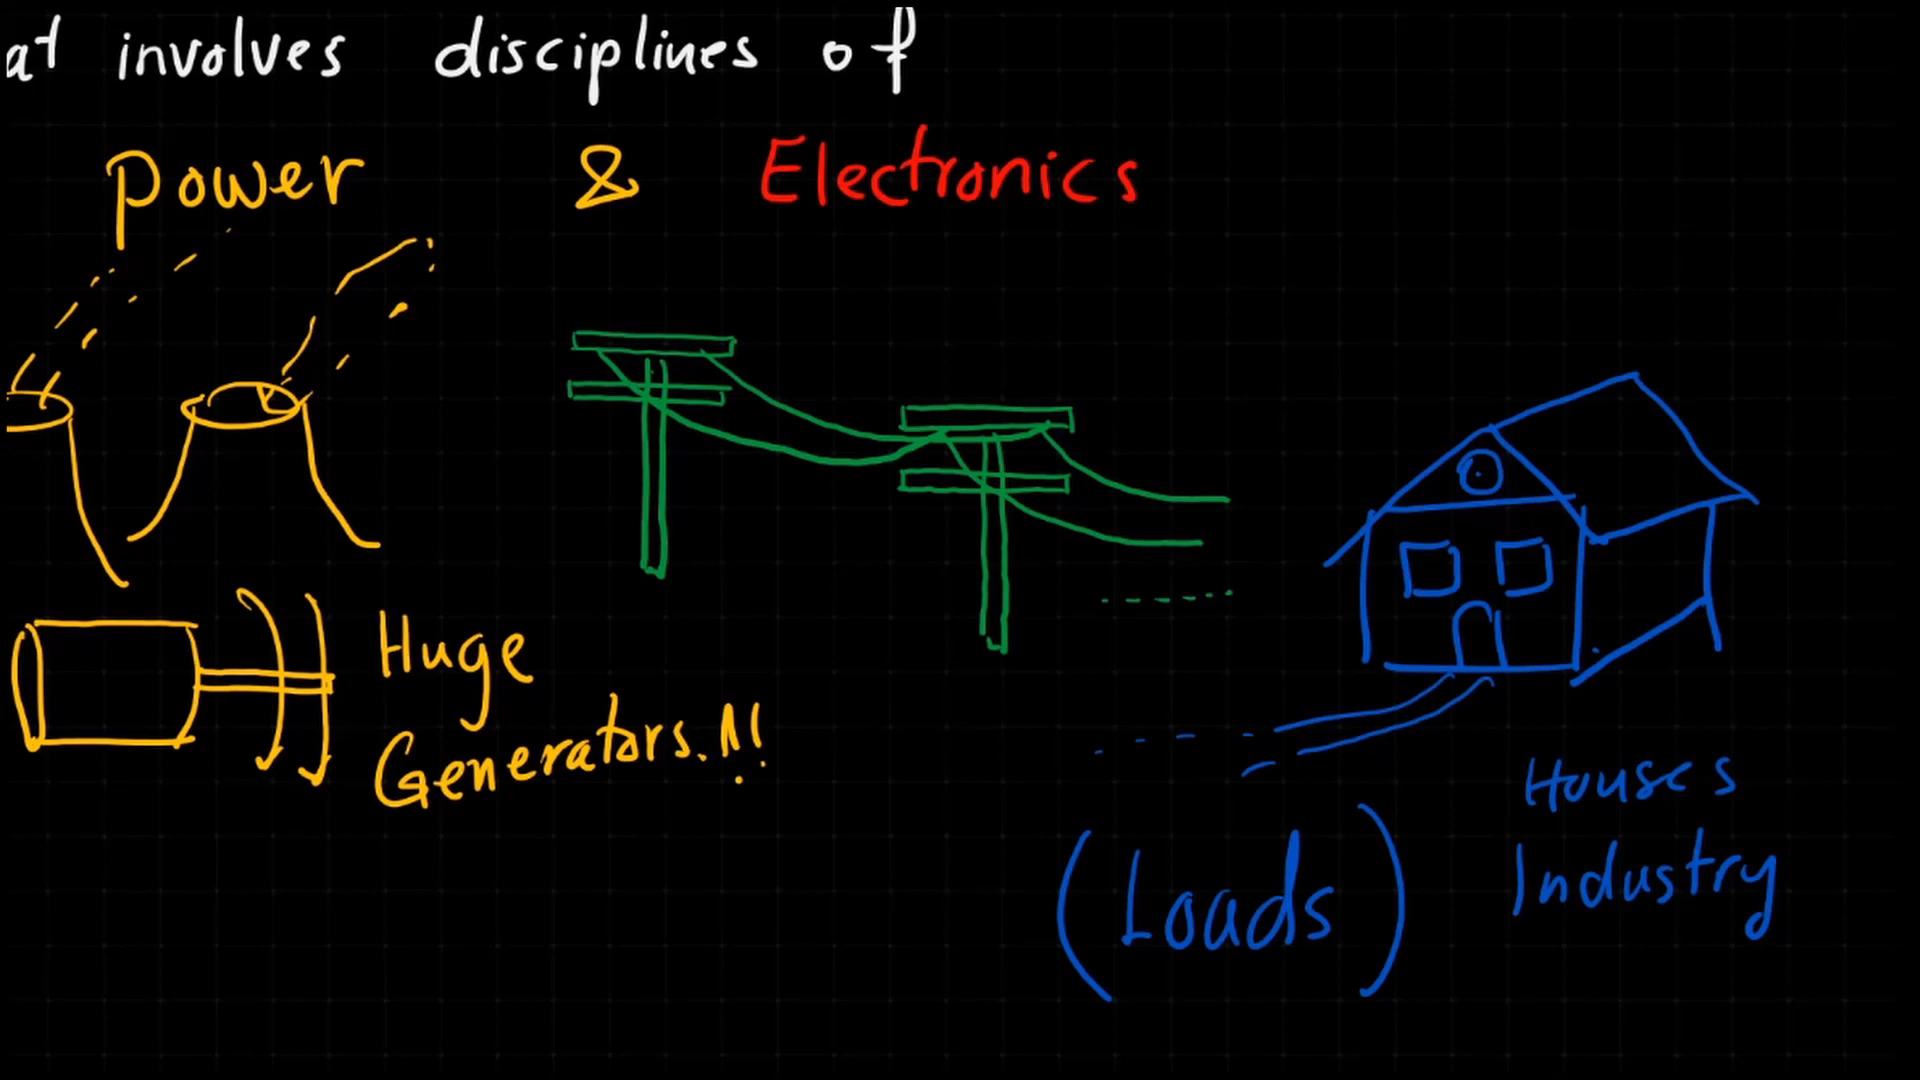 at involves disciplines of
power & Electronics
Huge
Generators.!!
Houses
Industry
(Loads)